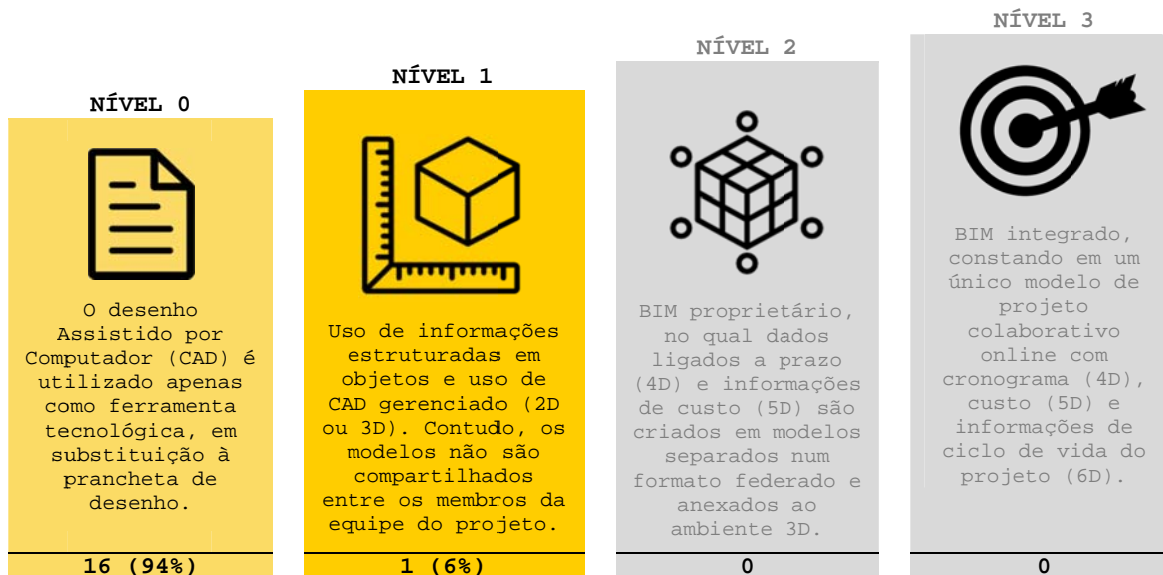 NÍVEL 0
O desenho
Assistido por
Computador (CAD) é
utilizado apenas
como ferramenta
tecnológica, em
substituição à
prancheta de
desenho.
16 (94%)
NÍVEL 1
Uso de informações
estruturadas em
objetos e uso de
CAD gerenciado (2D
ou 3D). Contudo, os
modelos não são
compartilhados
entre os membros da
equipe do projeto.
1 (6%)
NÍVEL 2
BIM proprietário,
no qual dados
ligados a prazo
(4D) e informações
de custo (5D) são
criados em modelos
separados num
formato federado e
anexados ao
ambiente 3D.
0
NÍVEL 3
BIM integrado,
constando em um
único modelo de
projeto
colaborativo
online com
cronograma (4D),
custo (5D) e
informações de
ciclo de vida do
projeto (6D).
0